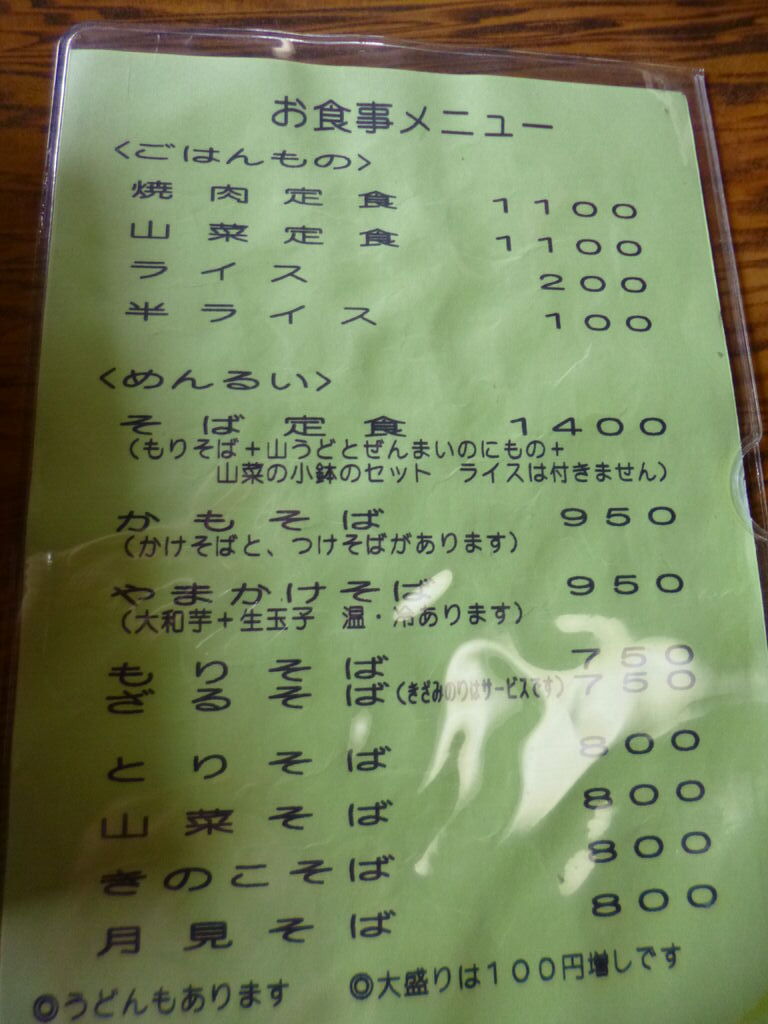 お食事メニュー
<ごはんもの>
焼肉定食 1100
山菜定食 1100
ライス 200
半ライス 100
<めんるい>
そば定食 1400
(もりそば+山うどとぜんまいのにもの+
山菜の小鉢のセット ライスは付きません)
かもそば 950
(かけそばと、つけそばがあります)
やまかけそば 950
(大和芋+生玉子 温・冷あります)
もりそば 750
ざるそば(きざみのりはサービスです) 750
とりそば 800
山菜そば 800
きのこそば 800
月見そば 800
◎うどんもあります ◎大盛りは100円増しです